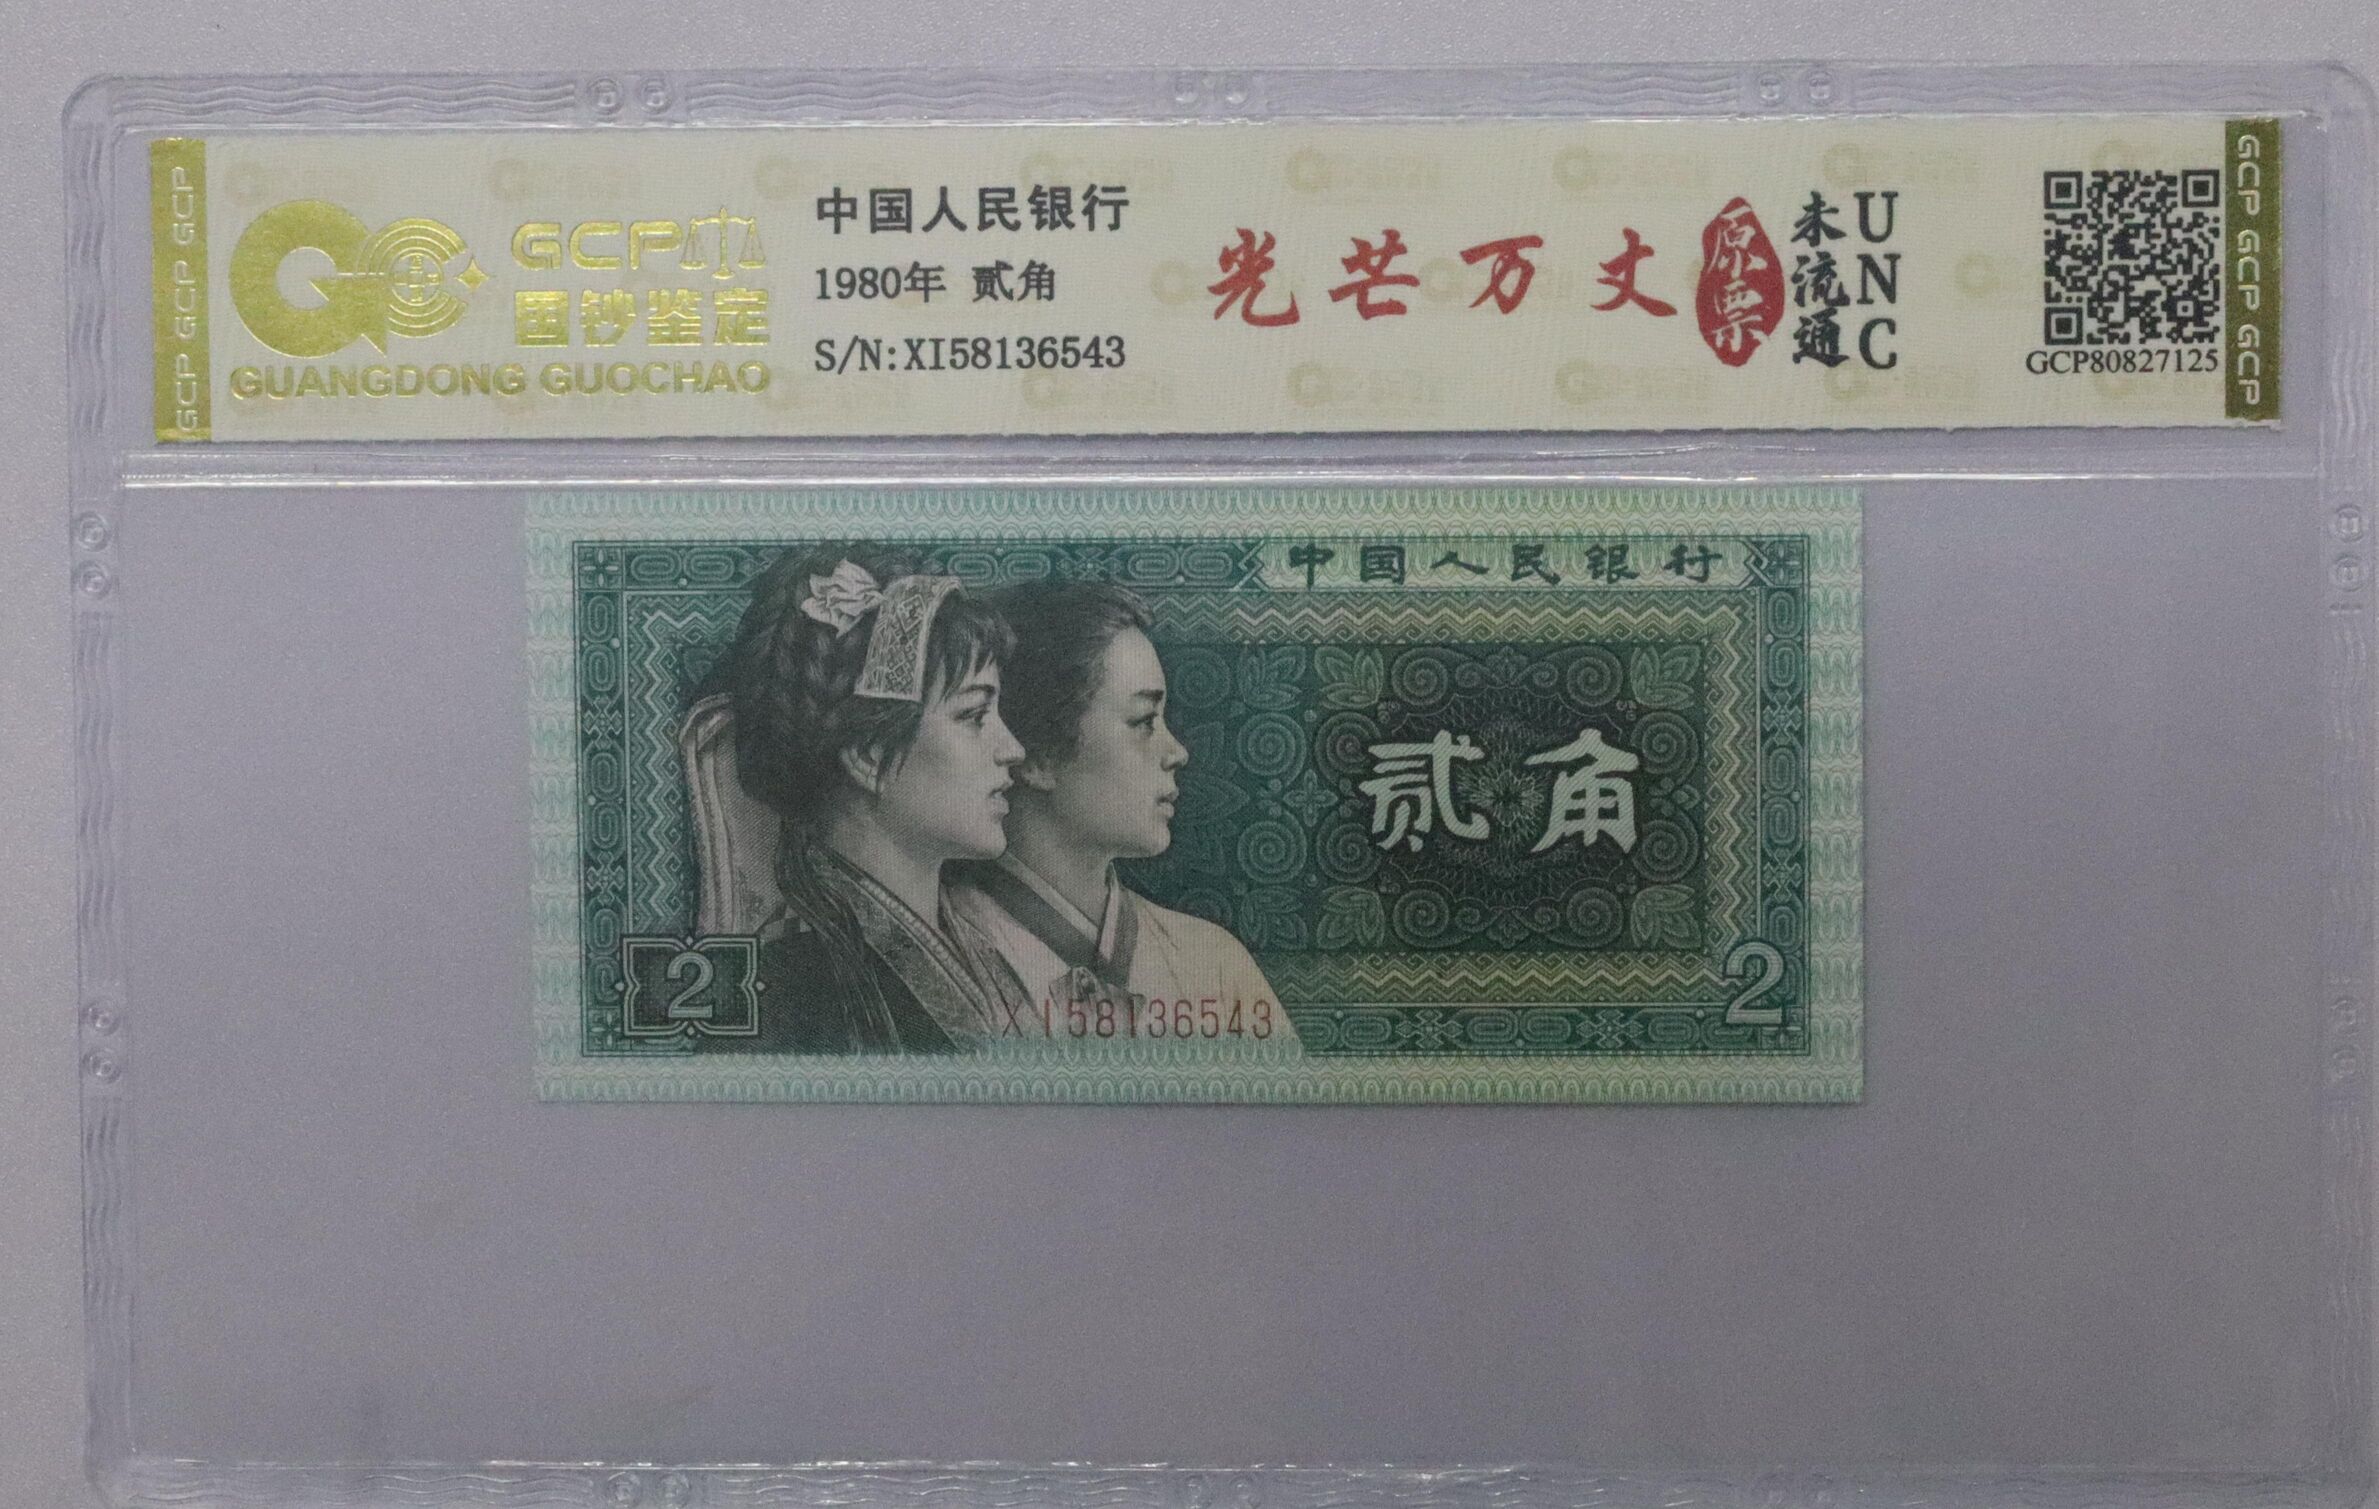 GCP GCP GCP
GCP
国钞鉴定
GUANGDONG GUOCHAO
中国人民银行
1980年 贰角
S/N:XI58136543
光芒万丈
原票
未流通
UNC
GCP80827125
GCP GCP GCP
中国人民银行
贰角
2
XI58136543
2